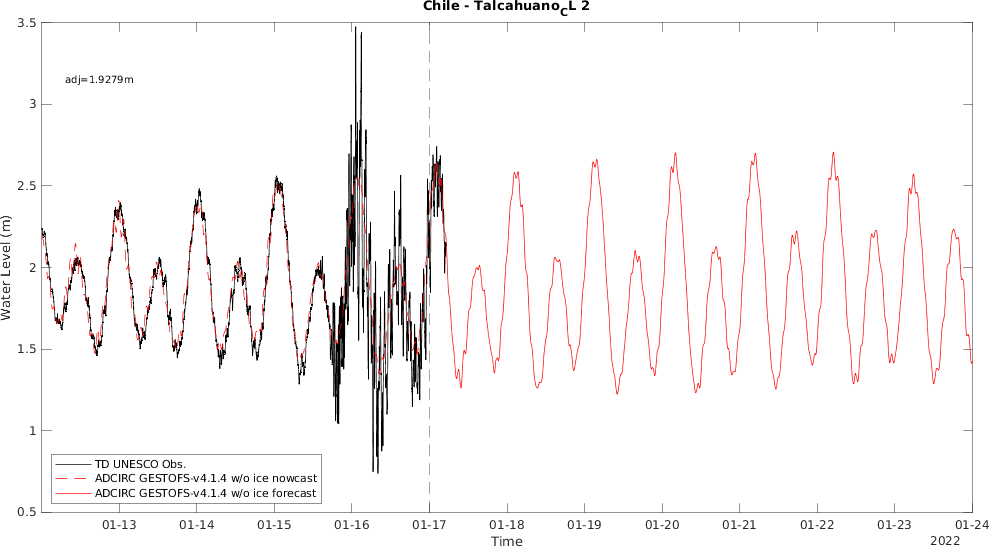 Chile - Talcahuano_CL 2
3.5
3
2.5
2
1.5
1
0.5
Water Level (m)
adj=1.9279m
TD UNESCO Obs.
ADCIRC GESTOFS-v4.1.4 w/o ice nowcast
ADCIRC GESTOFS-v4.1.4 w/o ice forecast
01-13 01-14 01-15 01-16 01-17 01-18 01-19 01-20 01-21 01-22 01-23 01-24
Time
2022